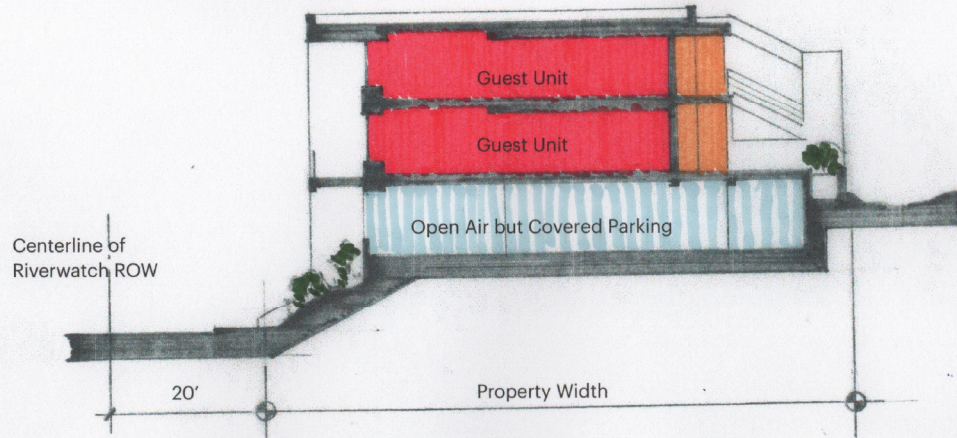 Guest Unit
Guest Unit
Open Air but Covered Parking
Centerline of
Riverwatch ROW
20'
Property Width